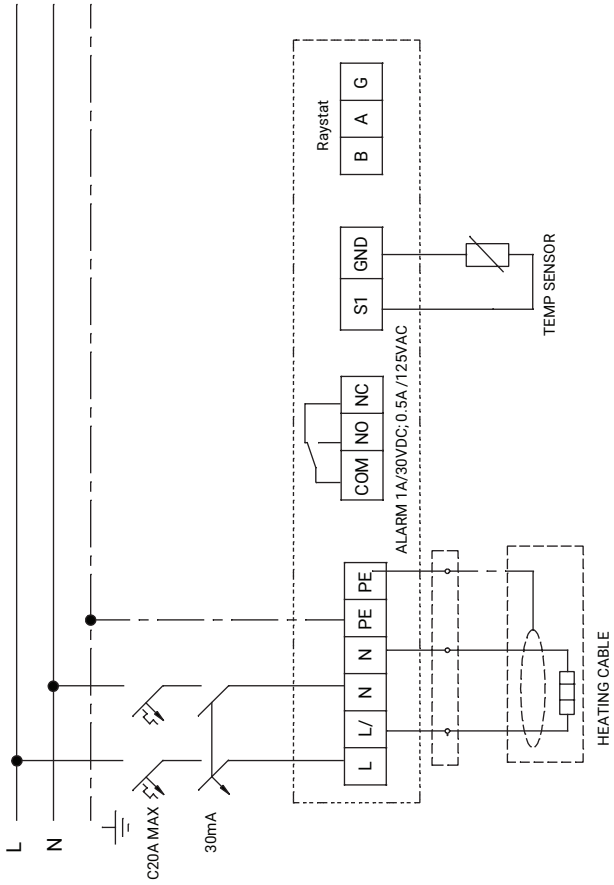 L
N
C20A MAX
30mA
L L/ N N PE PE
HEATING CABLE
COM NO NC
ALARM 1A/30VDC; 0.5A /125VAC
S1 GND
TEMP SENSOR
Raystat
B A G